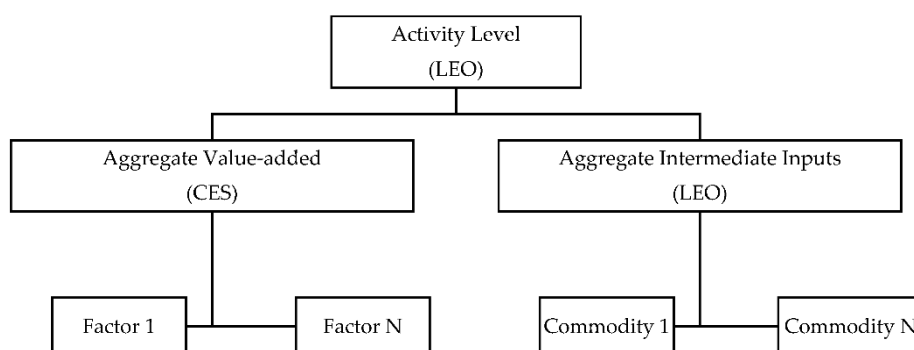 Activity Level
(LEO)
Aggregate Value-added
(CES)
Aggregate Intermediate Inputs
(LEO)
Factor 1
Factor N
Commodity 1
Commodity N